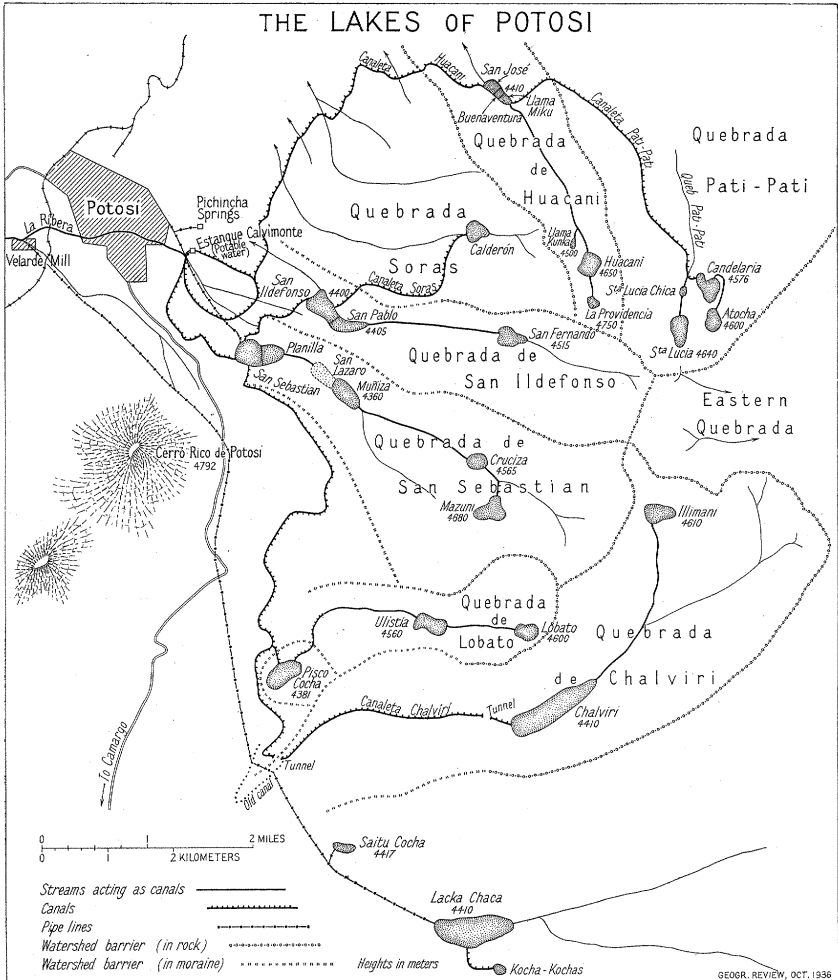 THE LAKES OF POTOSI
Canaleta
Huacani
San José
4410
Llama
Miku
Buenaventura
Canaleta Pati-Pati
Quebrada
de
Huacani
Quebrada
Pati-Pati
Queb Pati-Pati
Potosi
Pichincha
Springs
La Ribera
Velarde Mill
Estanque Calvimonte
(Potable
water)
Quebrada
Soras
Calderón
Canaleta Soras
Llama
Kunka
4500
Huacani
4650
La Providencia
4750
Candelaria
4576
Sta Lucia Chica
Atocha
4600
Sta Lucia 4640
San
Ildefonso
4400
San Pablo
4405
San Fernando
4515
Quebrada de
San Ildefonso
Eastern
Quebrada
Planilla
San Sebastian
San
Lazaro
Muñiza
4360
Quebrada de
San Sebastian
Cruciza
4565
Mazuni
4680
Cerro Rico de Potosi
4792
Illimani
4610
Quebrada
de
Lobato
Ulistia
4560
Lobato
4600
Quebrada
de Chalviri
Pisco
Cocha
4381
Canaleta Chalviri
Tunnel
Chalviri
4410
Tunnel
Old canal
To Camargo
0 1 2 MILES
0 1 2 KILOMETERS
Saitu Cocha
4417
Lacka Chaca
4410
Kocha-Kochas
Streams acting as canals
Canals
Pipe lines
Watershed barrier (in rock)
Watershed barrier (in moraine)
Heights in meters
GEOGR. REVIEW, OCT. 1936